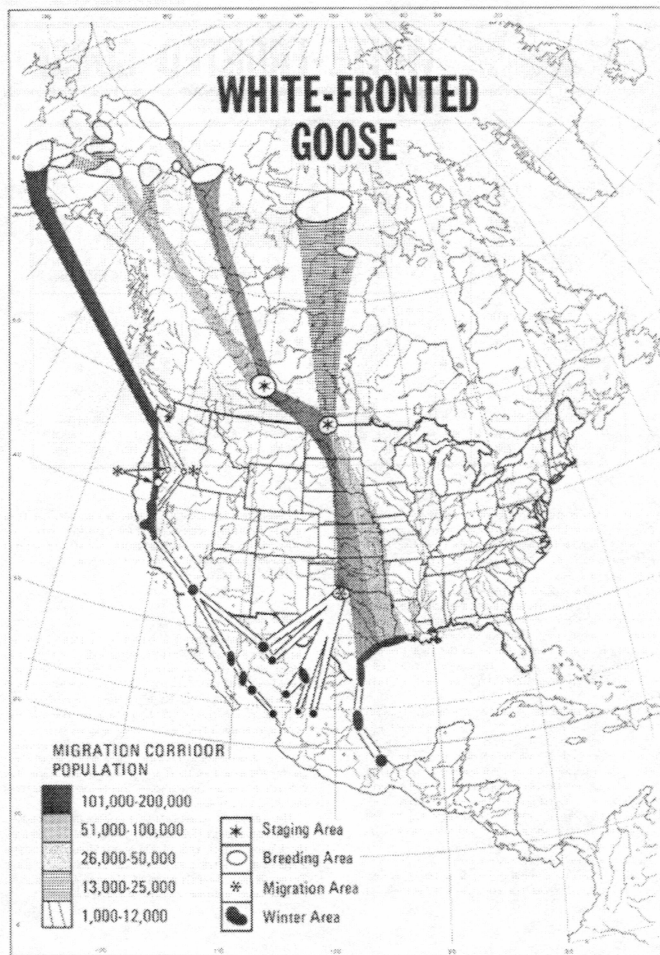 WHITE-FRONTED
GOOSE
MIGRATION CORRIDOR
POPULATION
101,000-200,000
51,000-100,000
26,000-50,000
13,000-25,000
1,000-12,000
Staging Area
Breeding Area
Migration Area
Winter Area